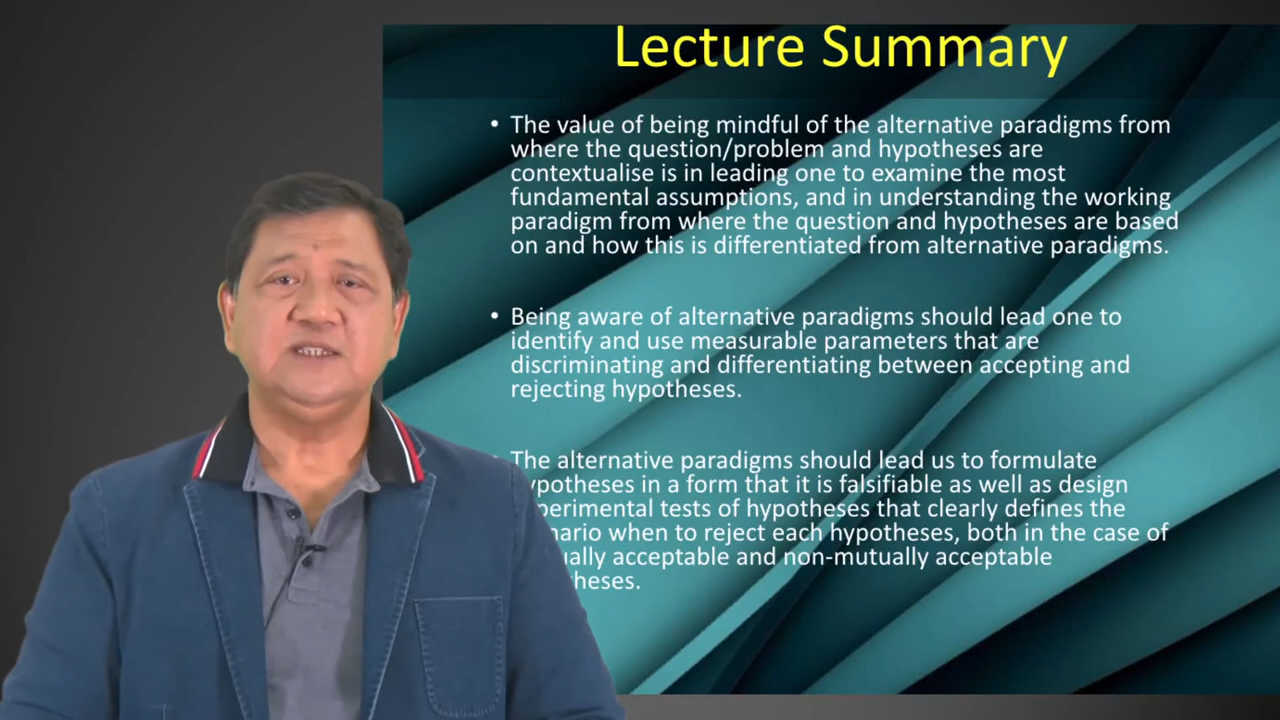 Lecture Summary
• The value of being mindful of the alternative paradigms from
where the question/problem and hypotheses are
contextualise is in leading one to examine the most
fundamental assumptions, and in understanding the working
paradigm from where the question and hypotheses are based
on and how this is differentiated from alternative paradigms.
• Being aware of alternative paradigms should lead one to
identify and use measurable parameters that are
discriminating and differentiating between accepting and
rejecting hypotheses.
The alternative paradigms should lead us to formulate
ypotheses in a form that it is falsifiable as well as design
perimental tests of hypotheses that clearly defines the
nario when to reject each hypotheses, both in the case of
ually acceptable and non-mutually acceptable
heses.